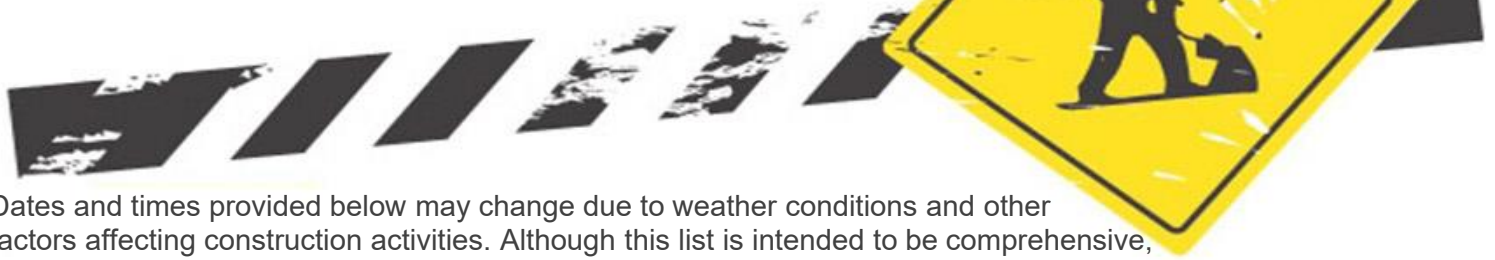 Dates and times provided below may change due to weather conditions and other
actors affecting construction activities. Although this list is intended to be comprehensive,